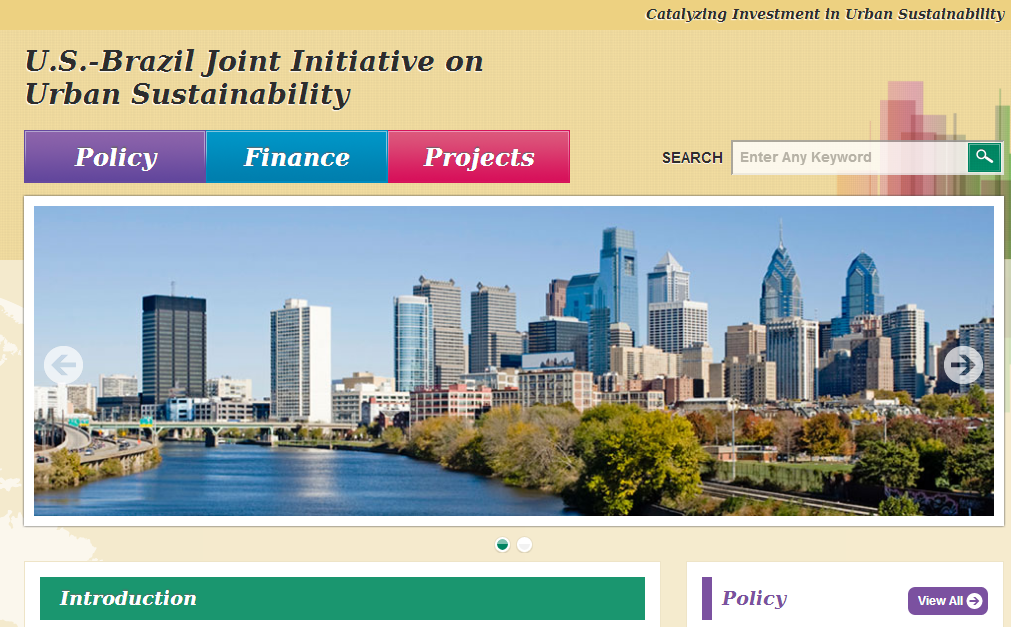 Catalyzing Investment in Urban Sustainability
U.S.-Brazil Joint Initiative on
Urban Sustainability
Policy
Finance
Projects
SEARCH
Enter Any Keyword
Introduction
Policy
View All